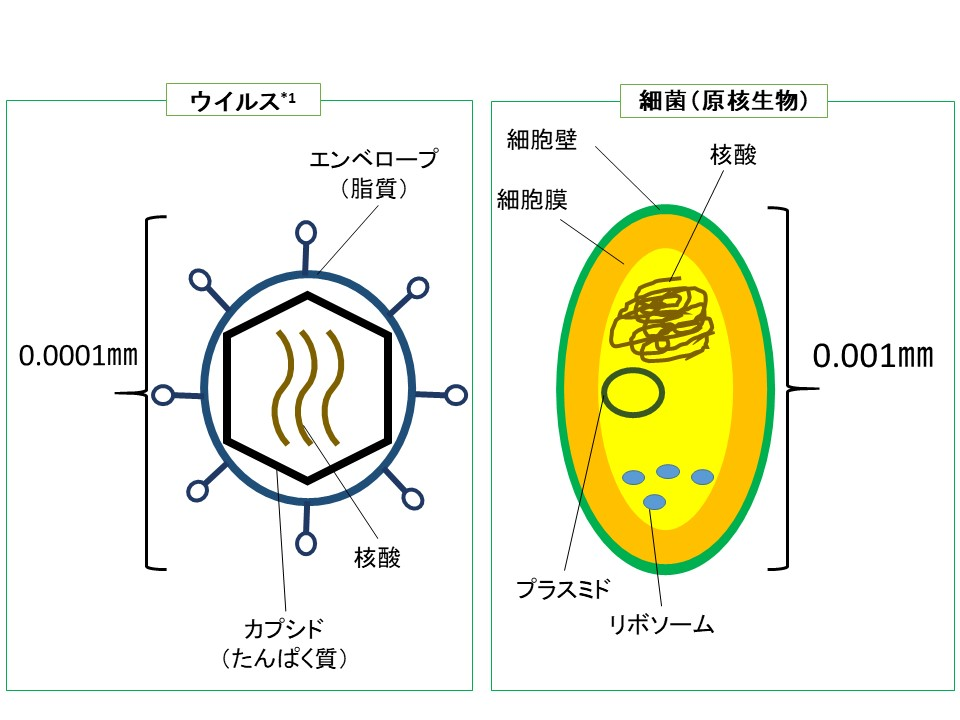 ウイルス*1
エンベロープ
（脂質）
0.0001㎜
核酸
カプシド
（たんぱく質）
細菌（原核生物）
細胞壁
核酸
細胞膜
0.001㎜
プラスミド
リボソーム